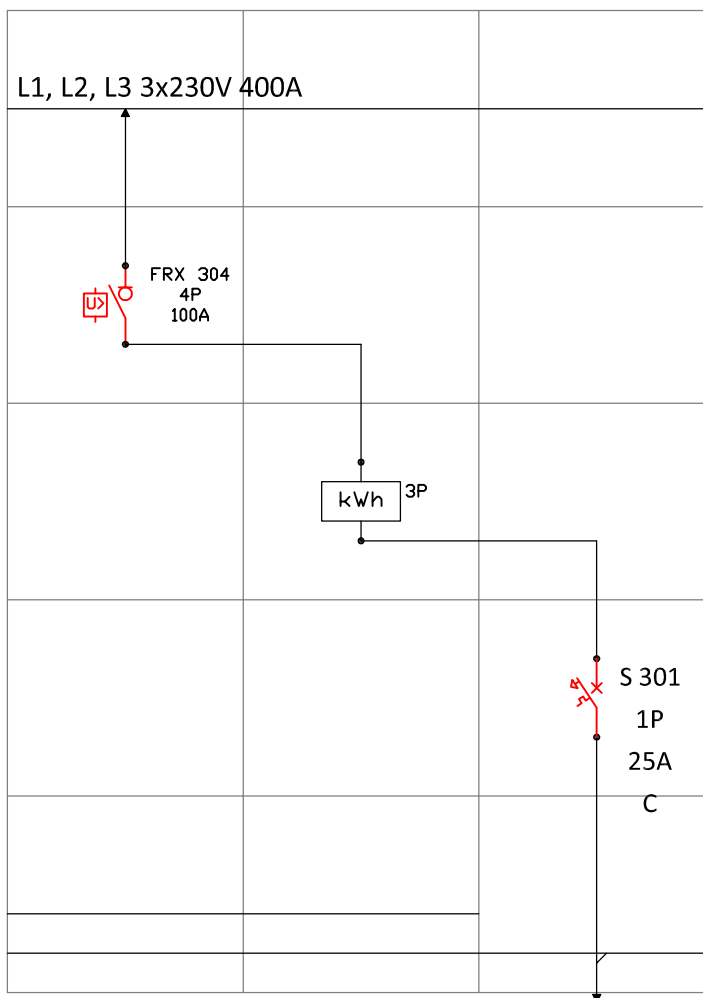 L1, L2, L3 3x230V 400A
FRX 304
4P
100A
U>
kWh
3P
S 301
1P
25A
C